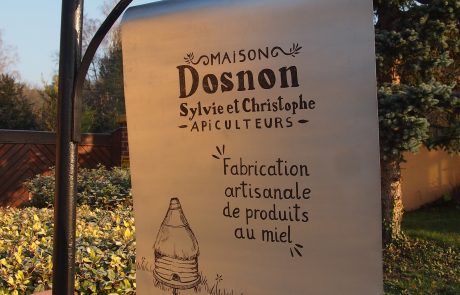 MAISON
Dosnon
Sylvie et Christophe
- APICULTEURS -
"Fabrication
artisanale
de produits
au miel"